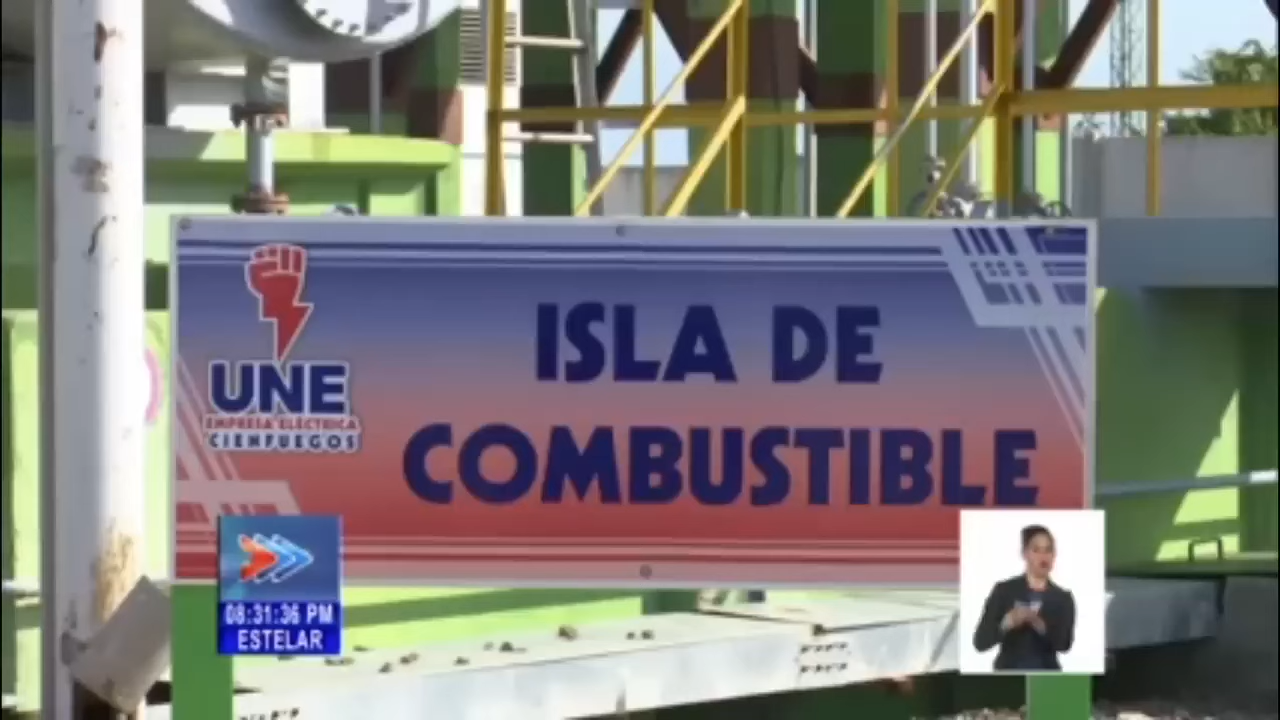 ISLA DE
COMBUSTIBLE
UNE
EMPRESA ELÉCTRICA
CIENFUEGOS
08:31:36 PM
ESTELAR